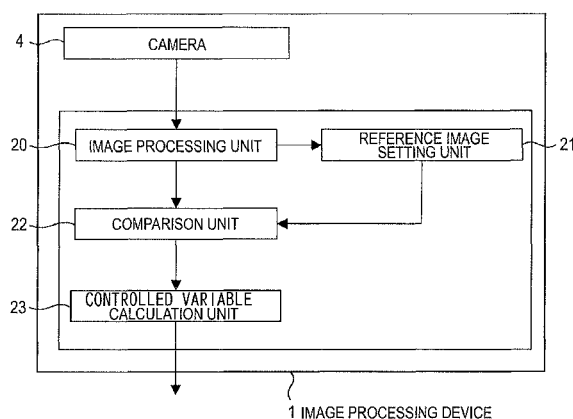 4
CAMERA
20
IMAGE PROCESSING UNIT
REFERENCE IMAGE
SETTING UNIT
21
22
COMPARISON UNIT
23
CONTROLLED VARIABLE
CALCULATION UNIT
1 IMAGE PROCESSING DEVICE